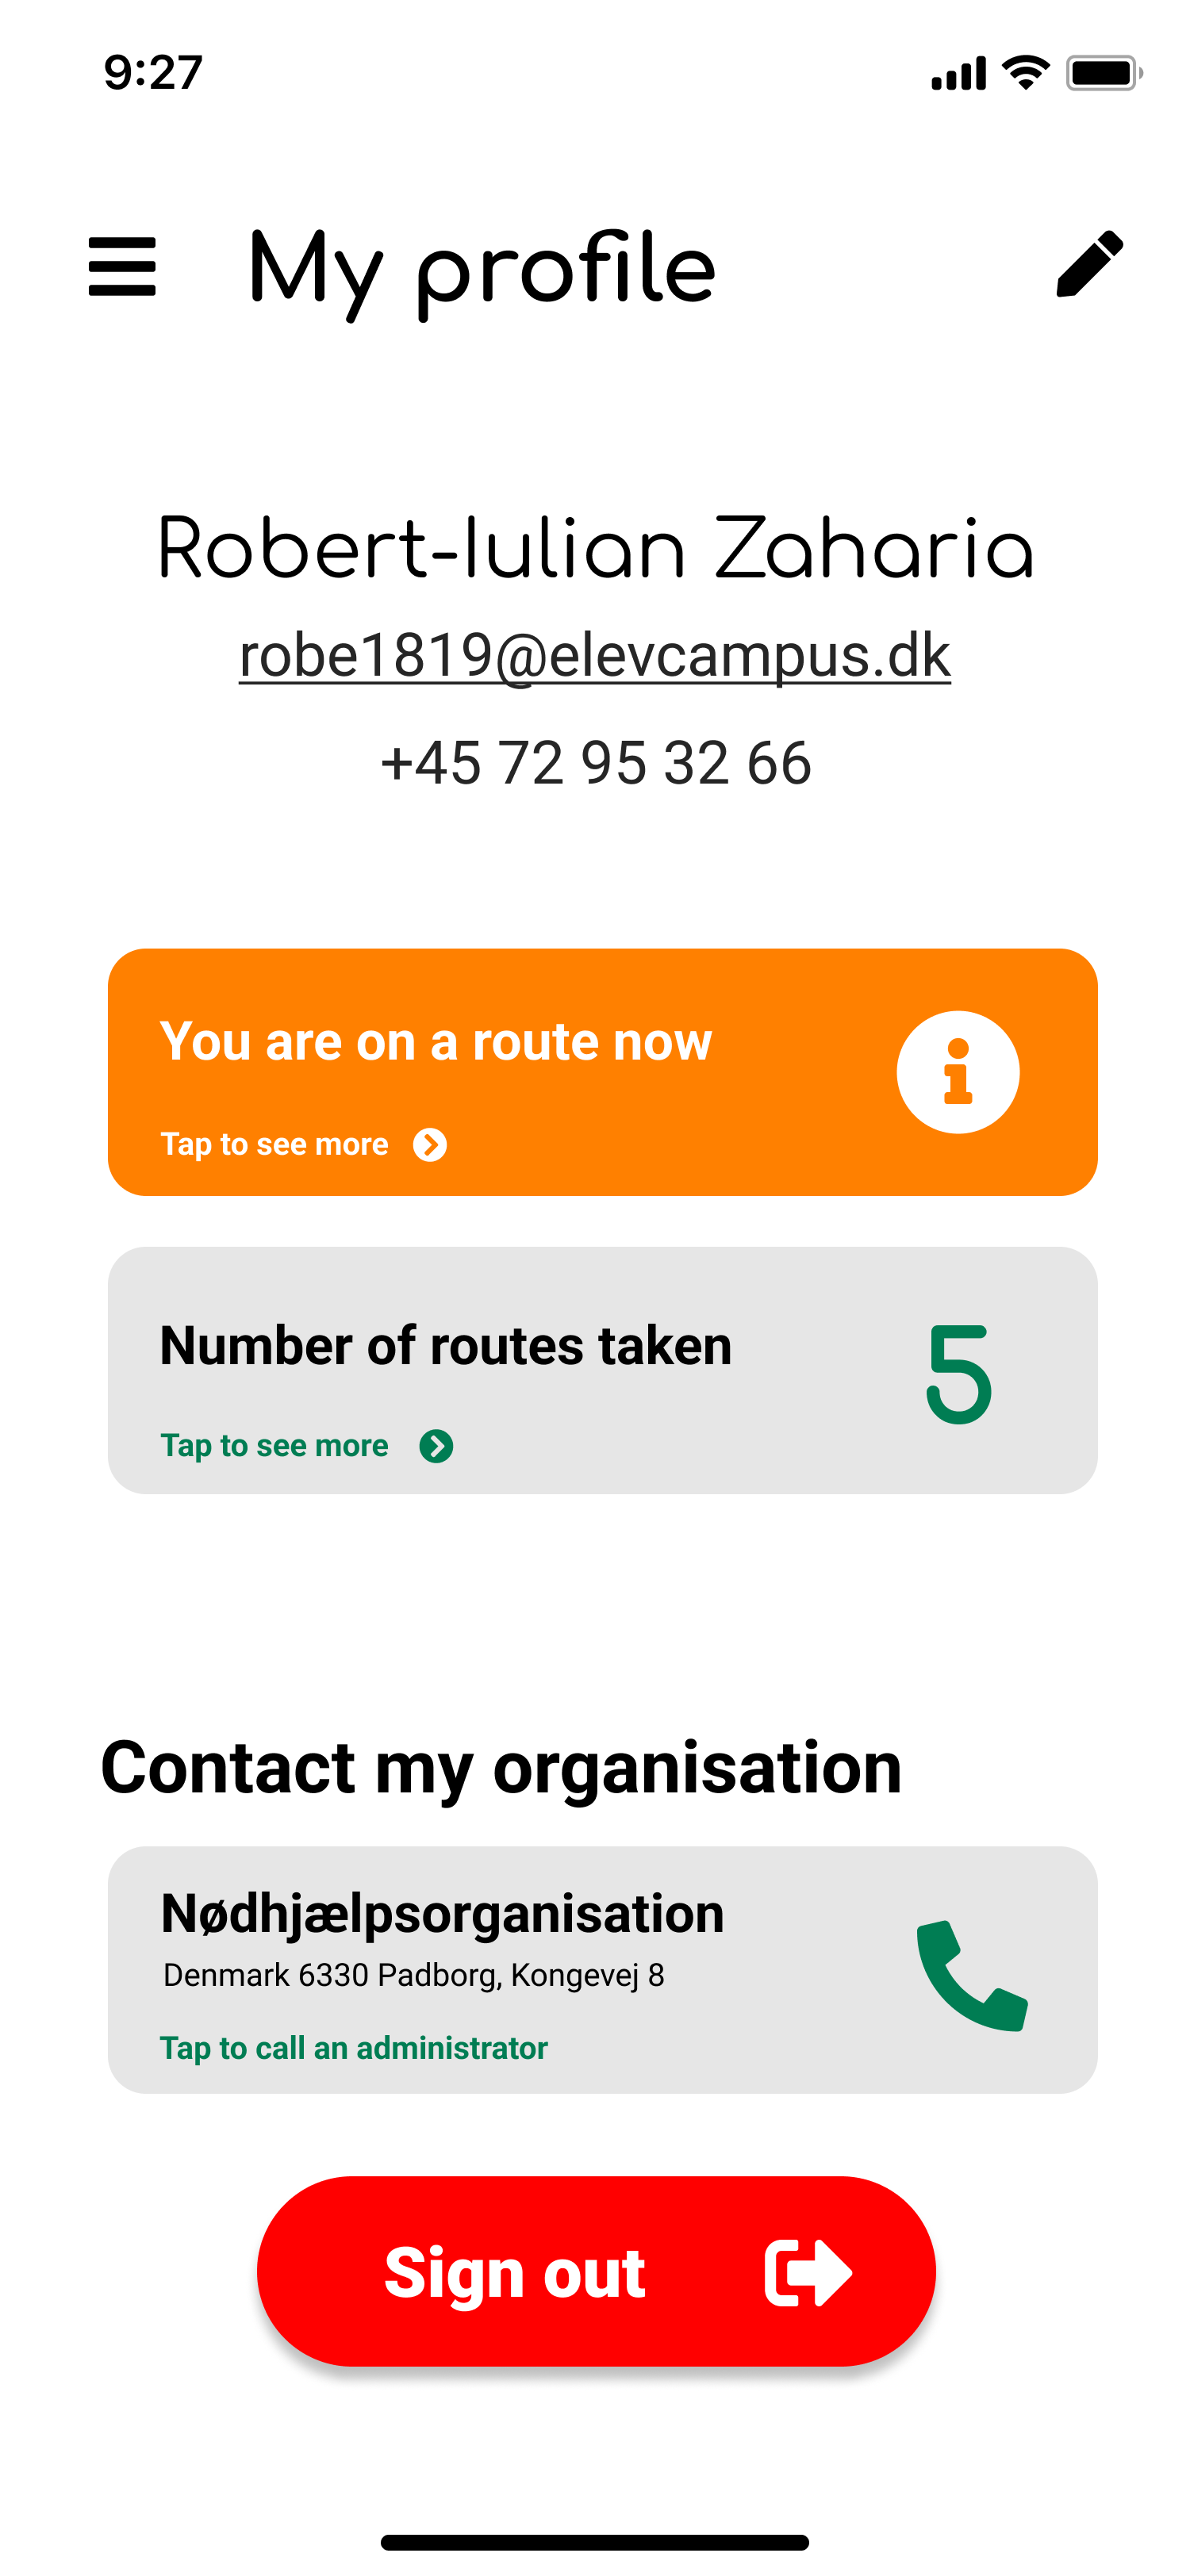 9:27
My profile
Robert-Iulian Zaharia
robe1819@elevcampus.dk
+45 72 95 32 66
You are on a route now
Tap to see more
Number of routes taken
5
Tap to see more
Contact my organisation
Nødhjælpsorganisation
Denmark 6330 Padborg, Kongevej 8
Tap to call an administrator
Sign out